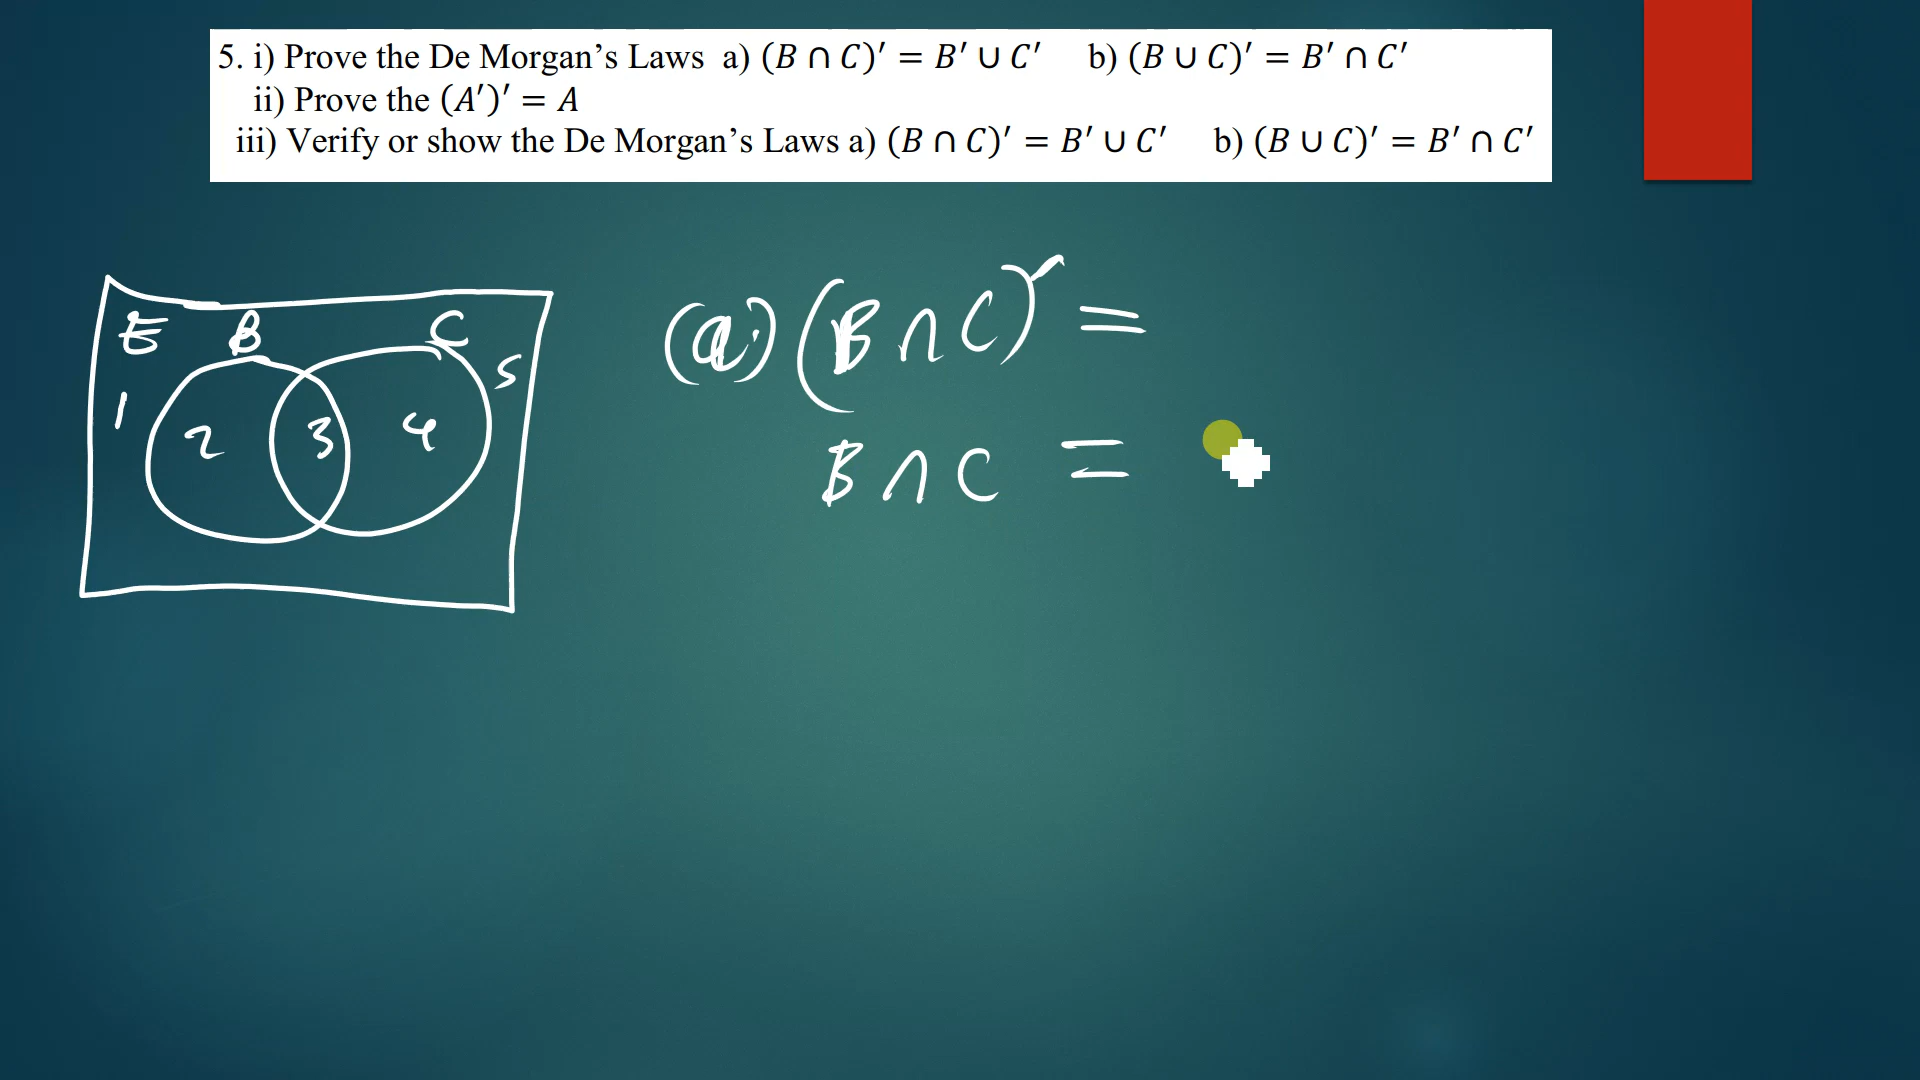 5. i) Prove the De Morgan’s Laws a) (B ∩ C)′ = B′ ∪ C′ b) (B ∪ C)′ = B′ ∩ C′
ii) Prove the (A′)′ = A
iii) Verify or show the De Morgan’s Laws a) (B ∩ C)′ = B′ ∪ C′ b) (B ∪ C)′ = B′ ∩ C′
E B C
1 2 3 4 5
(a) (B ∩ C)′ =
B ∩ C =